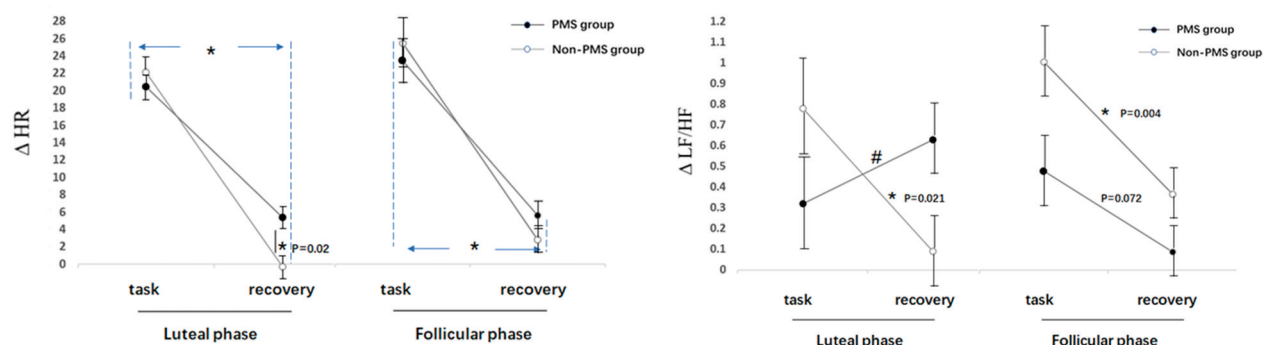 28
26
24
22
20
18
16
14
12
10
8
6
4
2
0
Δ HR
PMS group
Non-PMS group
*
* P=0.02
*
task
recovery
task
recovery
Luteal phase
Follicular phase
1.2
1.1
1
0.9
0.8
0.7
0.6
0.5
0.4
0.3
0.2
0.1
0
Δ LF/HF
PMS group
Non-PMS group
#
* P=0.021
* P=0.004
P=0.072
task
recovery
task
recovery
Luteal phase
Follicular phase